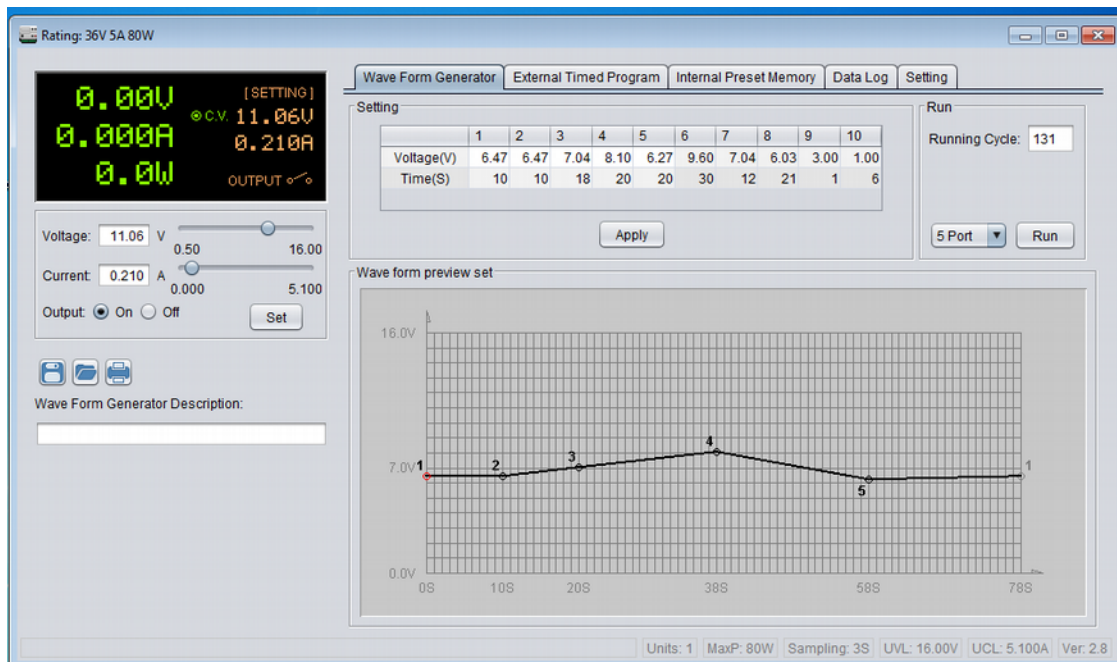 Rating: 36V 5A 80W
0.00V
[SETTING]
C.V. 11.06V
0.000A
0.210A
0.0W
OUTPUT
Voltage: 11.06 V
0.50 16.00
Current: 0.210 A
0.000 5.100
Output: On Off
Set
Wave Form Generator Description:
Wave Form Generator External Timed Program Internal Preset Memory Data Log Setting
Setting
1 2 3 4 5 6 7 8 9 10
Voltage(V) 6.47 6.47 7.04 8.10 6.27 9.60 7.04 6.03 3.00 1.00
Time(S) 10 10 18 20 20 30 12 21 1 6
Apply
Run
Running Cycle: 131
5 Port Run
Wave form preview set
16.0V
7.0V 1 2 3 4 5 1
0.0V
0S 10S 20S 38S 58S 78S
Units: 1 MaxP: 80W Sampling: 3S UVL: 16.00V UCL: 5.100A Ver: 2.8